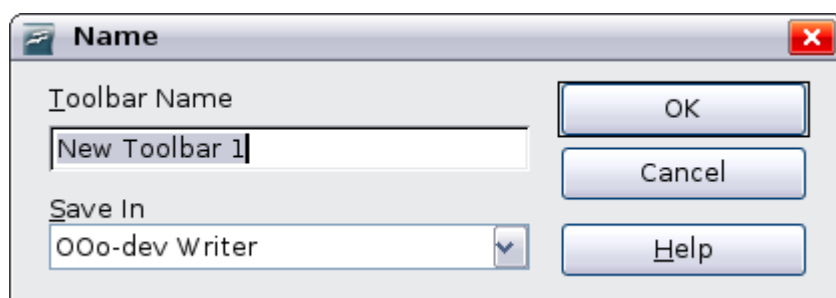 Name
Toolbar Name
New Toolbar 1
Save In
OOo-dev Writer
OK
Cancel
Help